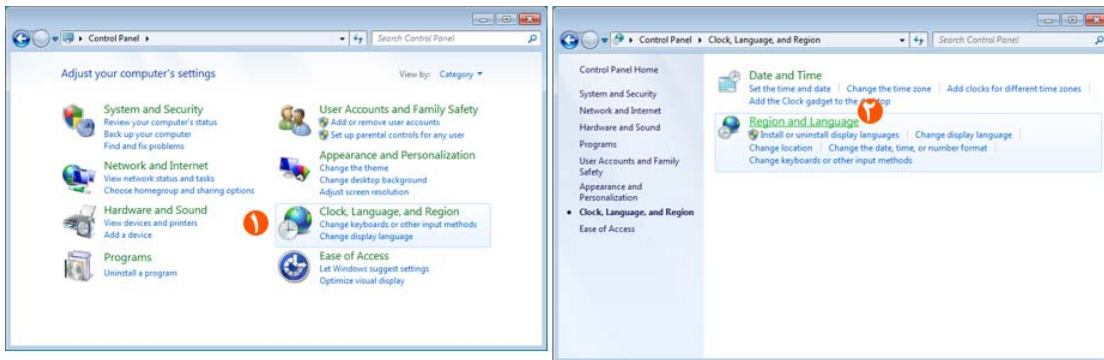 Control Panel
Search Control Panel
Adjust your computer's settings
View by: Category
System and Security
Review your computer's status
Back up your computer
Find and fix problems
Network and Internet
View network status and tasks
Choose homegroup and sharing options
Hardware and Sound
View devices and printers
Add a device
Programs
Uninstall a program
User Accounts and Family Safety
Add or remove user accounts
Set up parental controls for any user
Appearance and Personalization
Change the theme
Change desktop background
Adjust screen resolution
۱
Clock, Language, and Region
Change keyboards or other input methods
Change display language
Ease of Access
Let Windows suggest settings
Optimize visual display
Control Panel Clock, Language, and Region
Search Control Panel
Control Panel Home
System and Security
Network and Internet
Hardware and Sound
Programs
User Accounts and Family
Safety
Appearance and
Personalization
Clock, Language, and Region
Ease of Access
Date and Time
Set the time and date Change the time zone Add clocks for different time zones
Add the Clock gadget to the
۲
Region and Language
Install or uninstall display languages Change display language
Change location Change the date, time, or number format
Change keyboards or other input methods